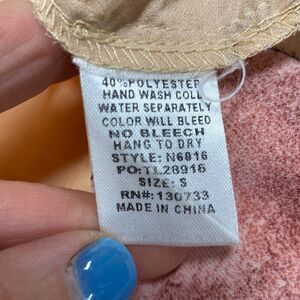 40% POLYESTER
HAND WASH COLD
WATER SEPARATELY
COLOR WILL BLEED
NO BLEECH
HANG TO DRY
STYLE: N6816
PO: TL28916
SIZE: S
RN#: 130733
MADE IN CHINA